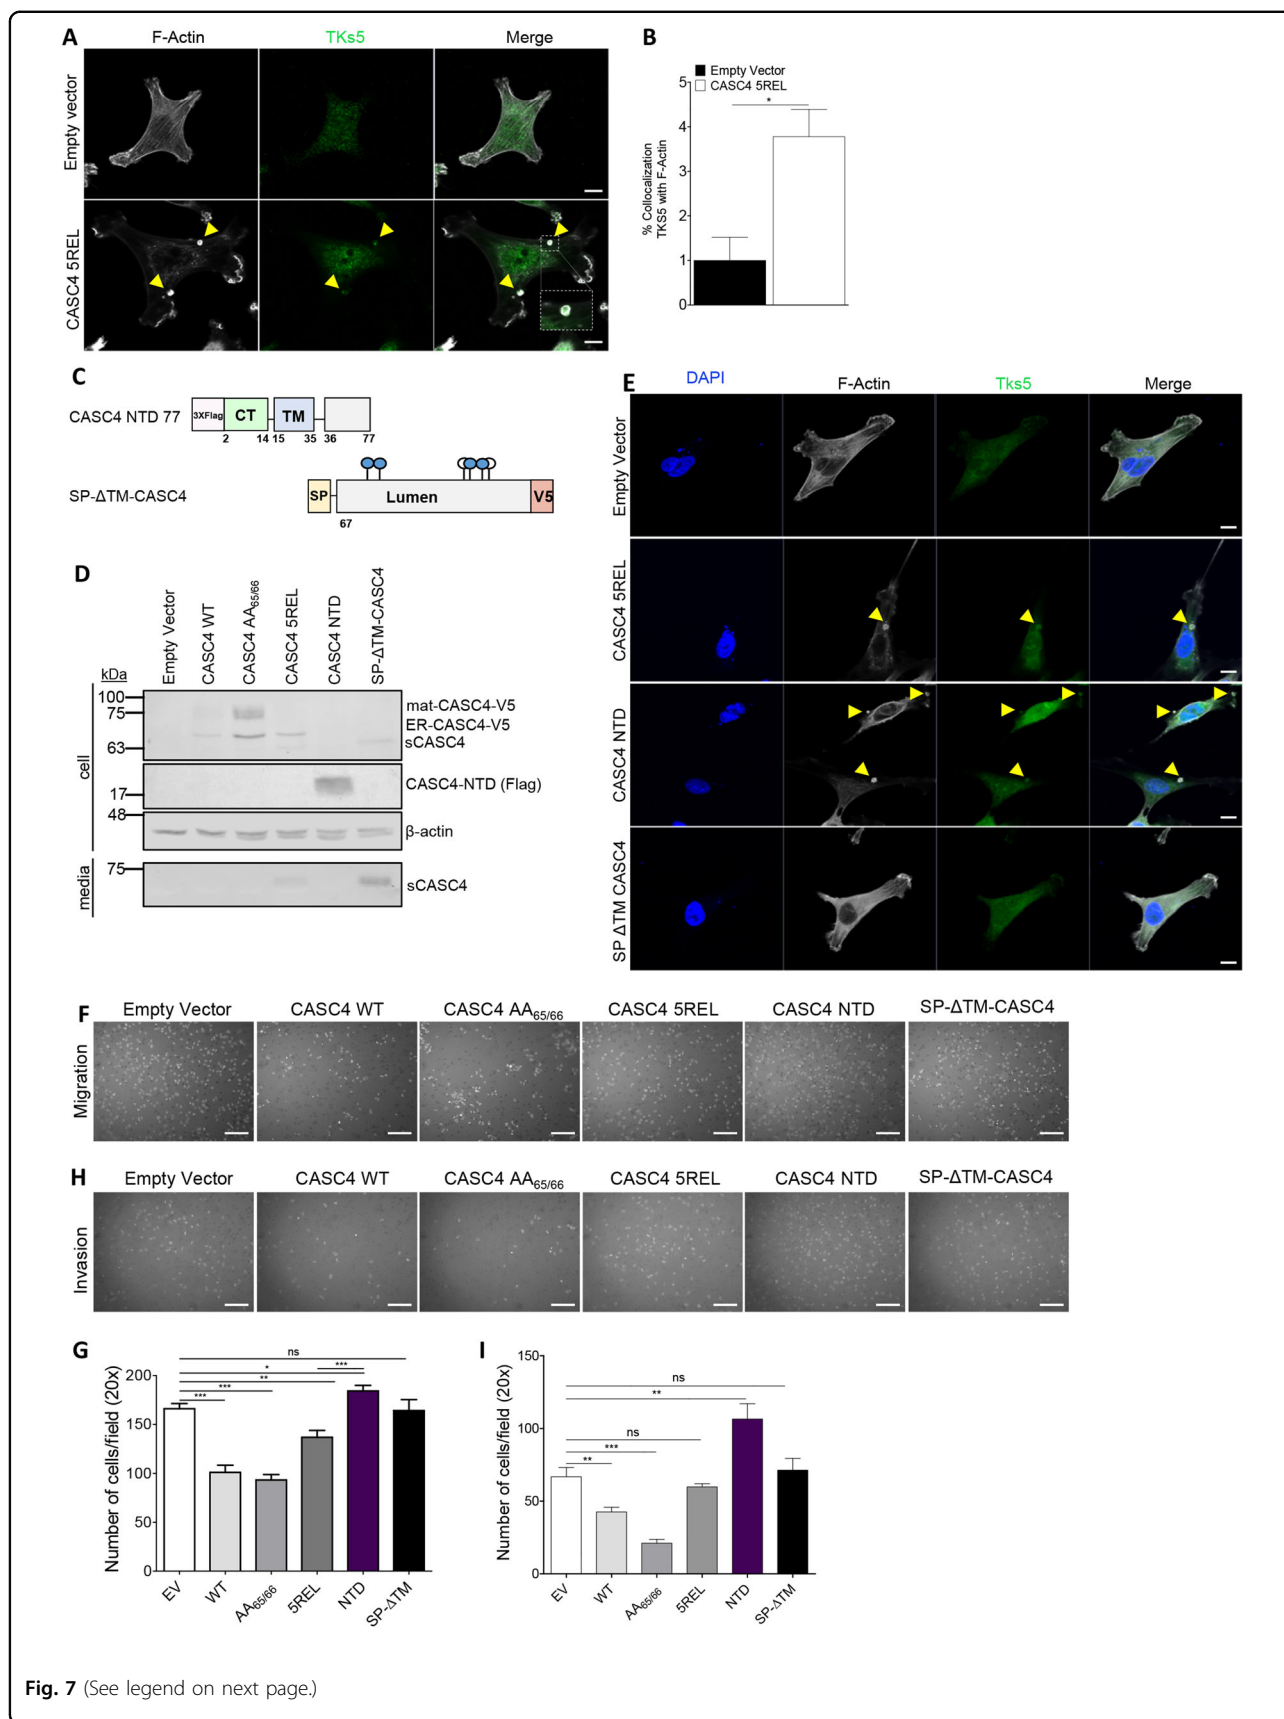 A
F-Actin
TKs5
Merge
Empty vector
CASC4 5REL
B
Empty Vector
CASC4 5REL
% Collocalization
TKS5 with F-Actin
5
4
3
2
1
0
*
C
CASC4 NTD 77
3XFlag
CT
TM
2
14
15
35
36
77
SP-ΔTM-CASC4
SP
Lumen
V5
67
D
Empty Vector
CASC4 WT
CASC4 AA65/66
CASC4 5REL
CASC4 NTD
SP-ΔTM-CASC4
kDa
100
75
63
17
48
75
cell
media
mat-CASC4-V5
ER-CASC4-V5
sCASC4
CASC4-NTD (Flag)
β-actin
sCASC4
E
DAPI
F-Actin
Tks5
Merge
Empty Vector
CASC4 5REL
CASC4 NTD
SP ΔTM CASC4
F
Empty Vector
CASC4 WT
CASC4 AA65/66
CASC4 5REL
CASC4 NTD
SP-ΔTM-CASC4
Migration
H
Empty Vector
CASC4 WT
CASC4 AA65/66
CASC4 5REL
CASC4 NTD
SP-ΔTM-CASC4
Invasion
G
Number of cells/field (20x)
200
150
100
50
0
ns
*
***
**
***
***
EV
WT
AA65/66
5REL
NTD
SP-ΔTM
I
Number of cells/field (20x)
150
100
50
0
ns
**
ns
***
**
EV
WT
AA65/66
5REL
NTD
SP-ΔTM
Fig. 7 (See legend on next page.)